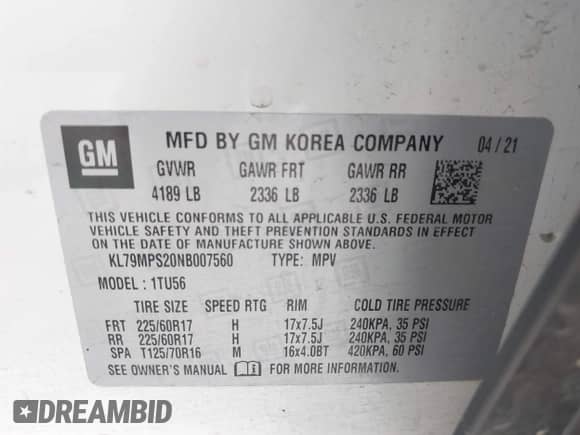 GM
MFD BY GM KOREA COMPANY 04/21
GVWR GAWR FRT GAWR RR
4189 LB 2336 LB 2336 LB
THIS VEHICLE CONFORMS TO ALL APPLICABLE U.S. FEDERAL MOTOR
VEHICLE SAFETY AND THEFT PREVENTION STANDARDS IN EFFECT ON
THE DATE OF MANUFACTURE SHOWN ABOVE.
KL79MPS20NB007560 TYPE: MPV
MODEL: 1TU56
TIRE SIZE SPEED RTG RIM COLD TIRE PRESSURE
FRT 225/60R17 H 17x7.5J 240KPA, 35 PSI
RR 225/60R17 H 17x7.5J 240KPA, 35 PSI
SPA T125/70R16 M 16x4.0BT 420KPA, 60 PSI
SEE OWNER'S MANUAL FOR MORE INFORMATION.
DREAMBID